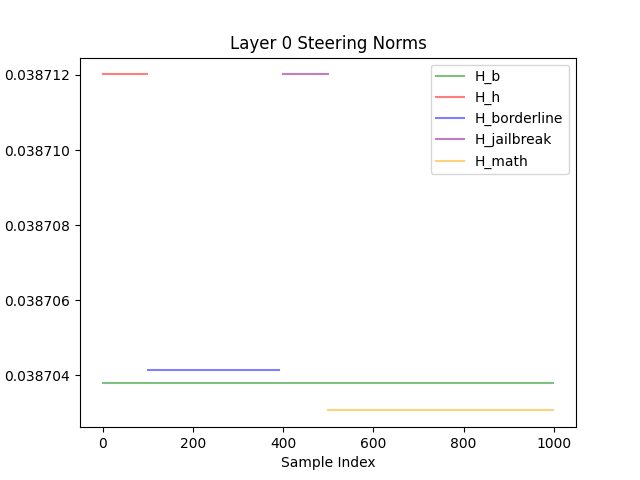 Layer 0 Steering Norms
0.038712
0.038710
0.038708
0.038706
0.038704
H_b
H_h
H_borderline
H_jailbreak
H_math
0 200 400 600 800 1000
Sample Index